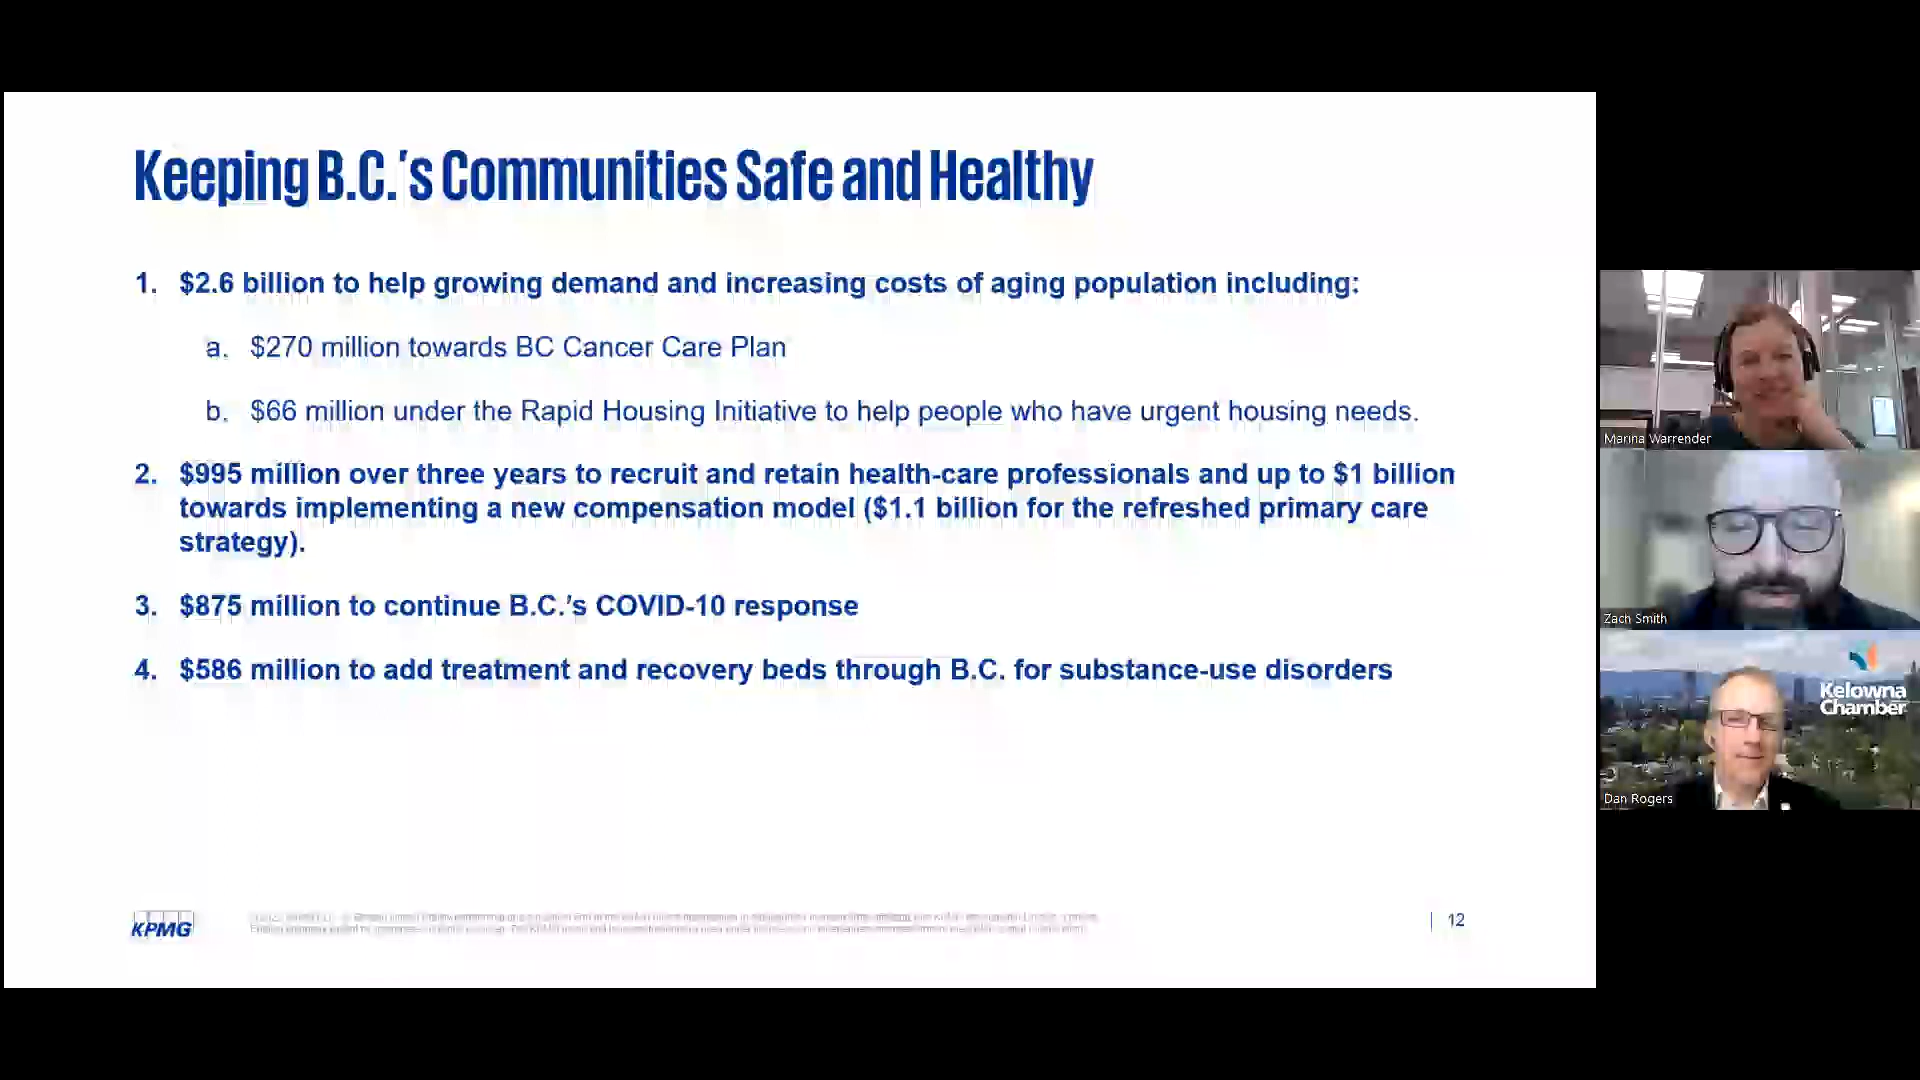 Keeping B.C.'s Communities Safe and Healthy
1. $2.6 billion to help growing demand and increasing costs of aging population including:
a. $270 million towards BC Cancer Care Plan
b. $66 million under the Rapid Housing Initiative to help people who have urgent housing needs.
2. $995 million over three years to recruit and retain health-care professionals and up to $1 billion
towards implementing a new compensation model ($1.1 billion for the refreshed primary care
strategy).
3. $875 million to continue B.C.'s COVID-10 response
4. $586 million to add treatment and recovery beds through B.C. for substance-use disorders
KPMG
12
Marina Warrender
Zach Smith
Kelowna
Chamber
Dan Rogers